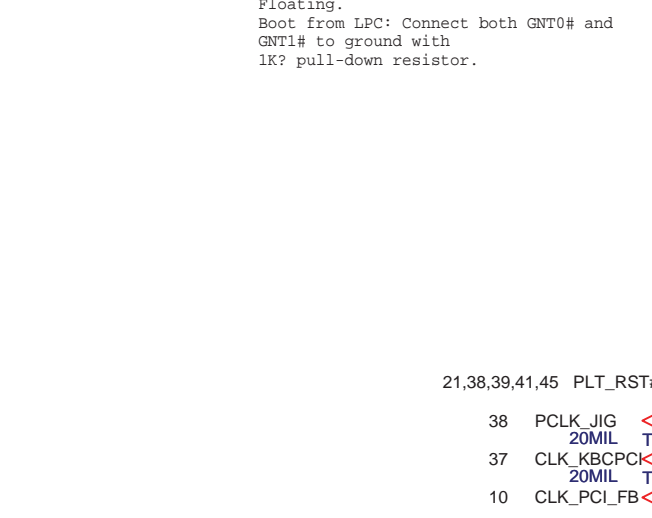 Floating.
Boot from LPC: Connect both GNT0# and
GNT1# to ground with
1K? pull-down resistor.
21,38,39,41,45 PLT_RST#
38 PCLK_JIG <
20MIL T
37 CLK_KBCPCI<
20MIL T
10 CLK_PCI_FB<